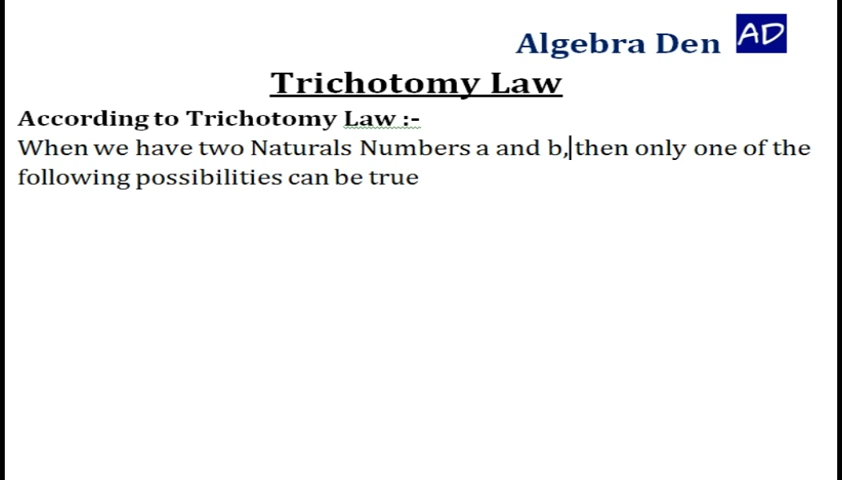 Algebra Den AD
Trichotomy Law
According to Trichotomy Law :-
When we have two Naturals Numbers a and b, then only one of the
following possibilities can be true